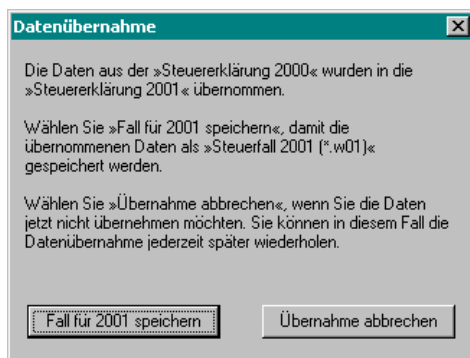 Datenübernahme
Die Daten aus der »Steuererklärung 2000« wurden in die
»Steuererklärung 2001« übernommen.
Wählen Sie »Fall für 2001 speichern«, damit die
übernommenen Daten als »Steuerfall 2001 (*.w01)«
gespeichert werden.
Wählen Sie »Übernahme abbrechen«, wenn Sie die Daten
jetzt nicht übernehmen möchten. Sie können in diesem Fall die
Datenübernahme jederzeit später wiederholen.
Fall für 2001 speichern
Übernahme abbrechen